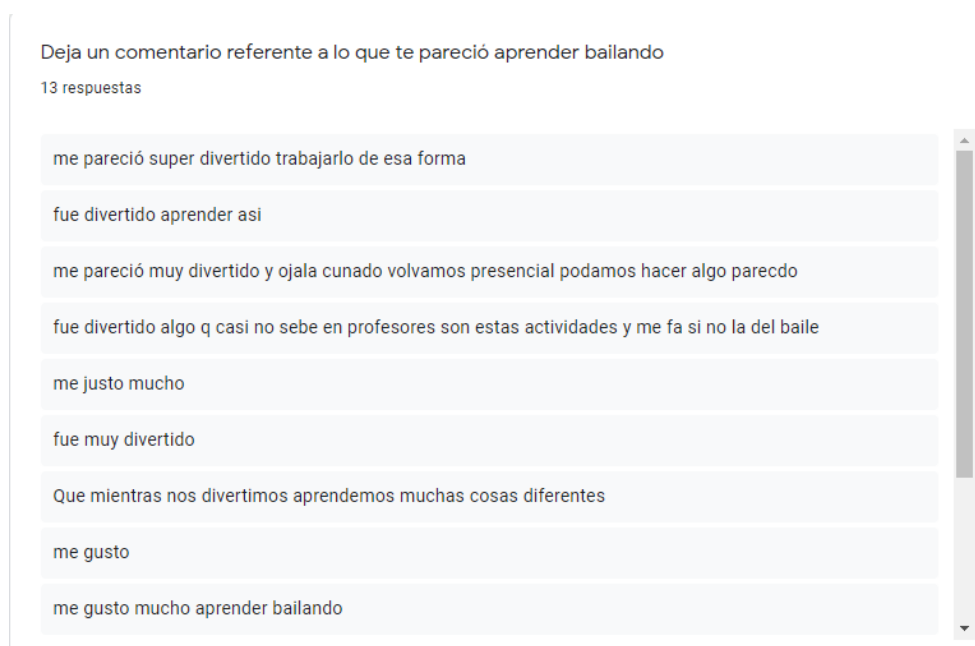 Deja un comentario referente a lo que te pareció aprender bailando
13 respuestas
me pareció super divertido trabajarlo de esa forma
fue divertido aprender asi
me pareció muy divertido y ojala cunado volvamos presencial podamos hacer algo parecdo
fue divertido algo q casi no sebe en profesores son estas actividades y me fa si no la del baile
me justo mucho
fue muy divertido
Que mientras nos divertimos aprendemos muchas cosas diferentes
me gusto
me gusto mucho aprender bailando